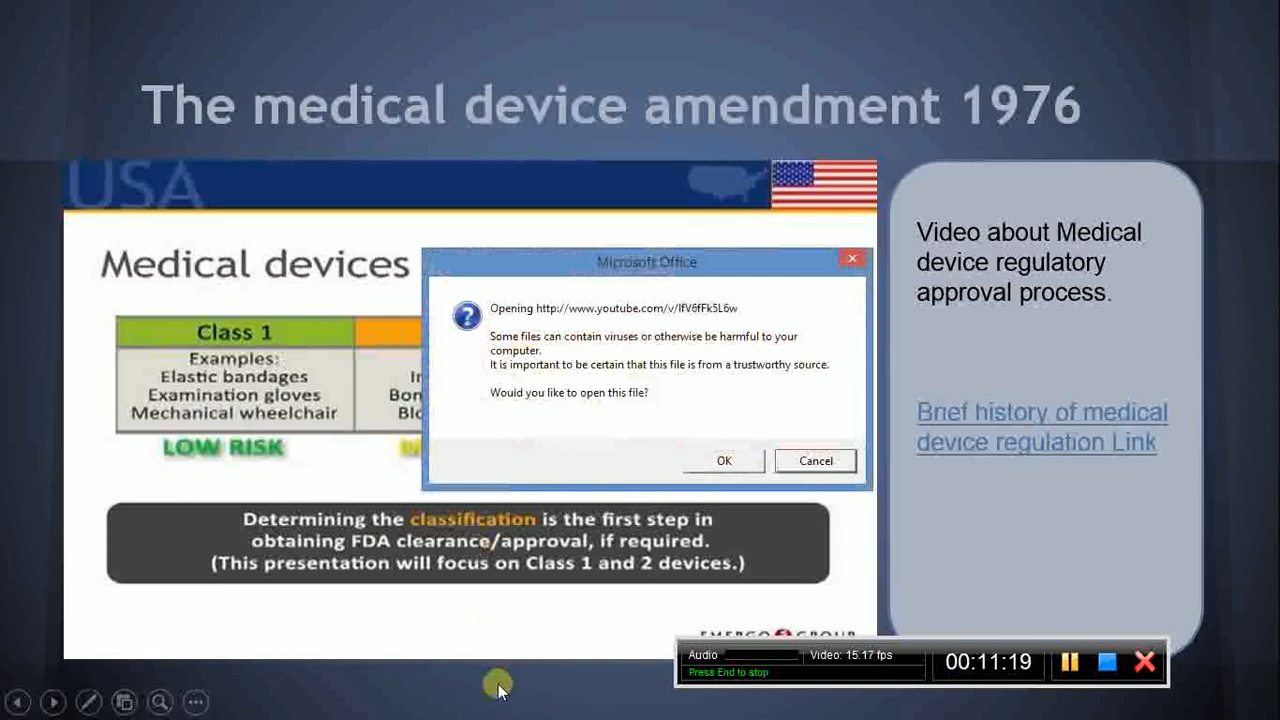 The medical device amendment 1976
USA
Medical devices
Class 1
Examples:
Elastic bandages
Examination gloves
Mechanical wheelchair
LOW RISK
Microsoft Office
Opening http://www.youtube.com/v/IfV6fFk5L6w
Some files can contain viruses or otherwise be harmful to your
computer.
It is important to be certain that this file is from a trustworthy source.
Would you like to open this file?
OK
Cancel
Determining the classification is the first step in
obtaining FDA clearance/approval, if required.
(This presentation will focus on Class 1 and 2 devices.)
EMERGO GROUP
Video about Medical
device regulatory
approval process.
Brief history of medical
device regulation Link
Audio
Video: 15.17 fps
Press End to stop
00:11:19